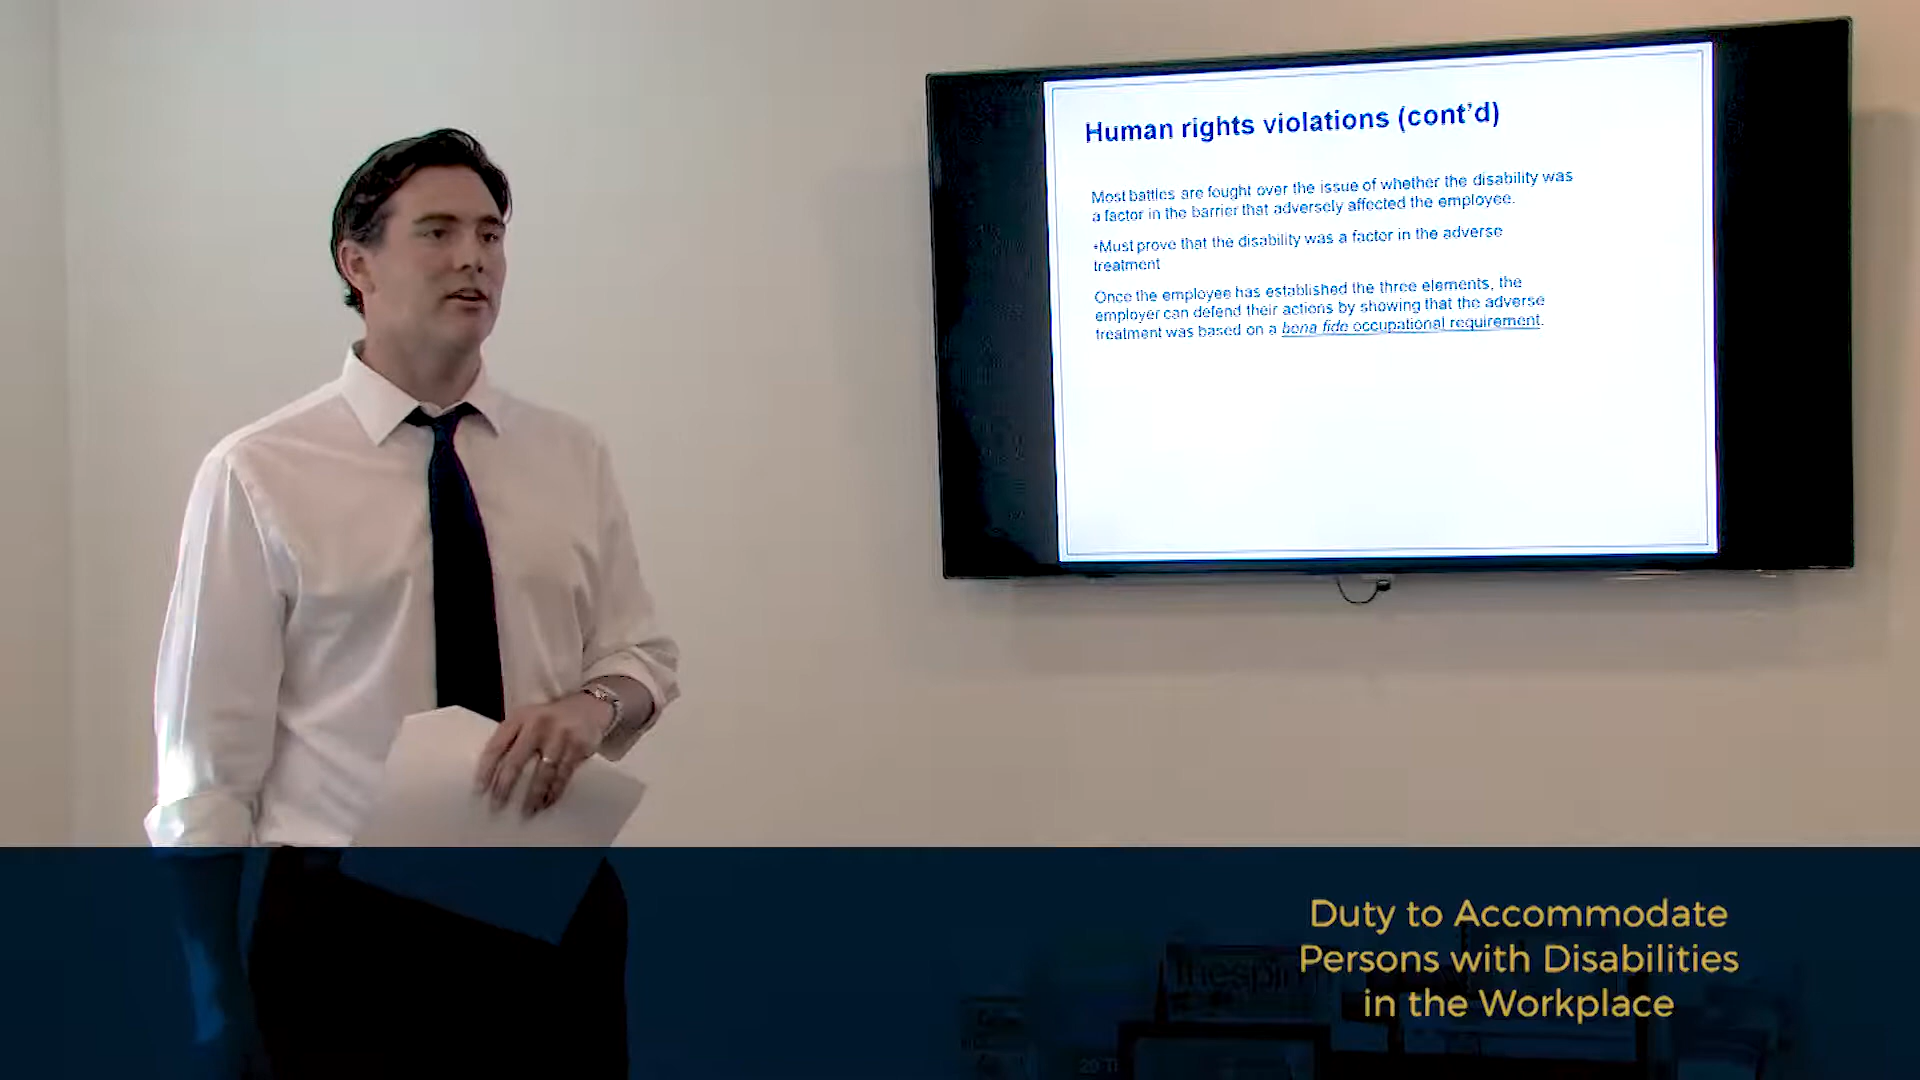 Human rights violations (cont'd)
Most battles are fought over the issue of whether the disability was
a factor in the barrier that adversely affected the employee.
•Must prove that the disability was a factor in the adverse
treatment
Once the employee has established the three elements, the
employer can defend their actions by showing that the adverse
treatment was based on a bona fide occupational requirement.
Duty to Accommodate
Persons with Disabilities
in the Workplace